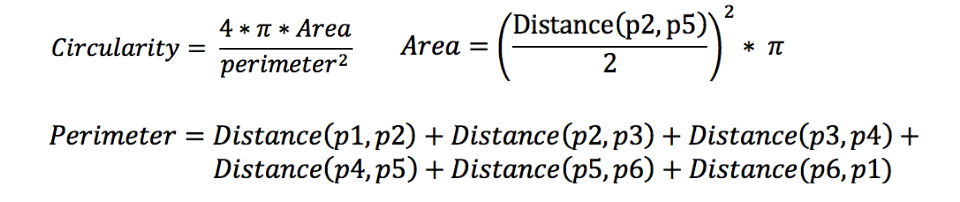 Circularity = 4 * π * Area / perimeter² Area = (Distance(p2, p5) / 2)² * π
Perimeter = Distance(p1, p2) + Distance(p2, p3) + Distance(p3, p4) +
Distance(p4, p5) + Distance(p5, p6) + Distance(p6, p1)